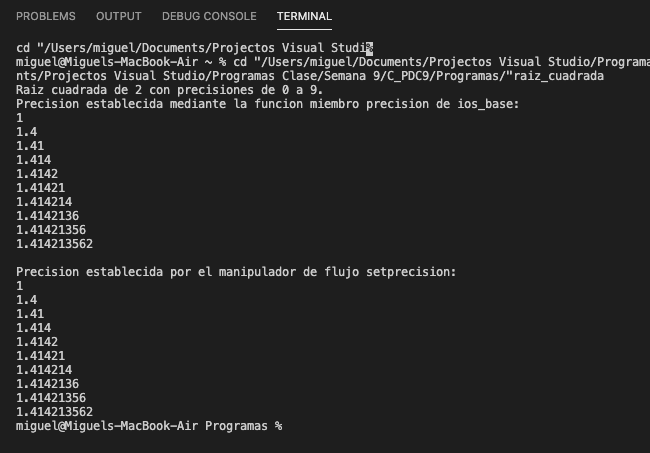 PROBLEMS OUTPUT DEBUG CONSOLE TERMINAL
cd "/Users/miguel/Documents/Projectos Visual Studi%
miguel@Miguels-MacBook-Air ~ % cd "/Users/miguel/Documents/Projectos Visual Studio/Programa
nts/Projectos Visual Studio/Programas Clase/Semana 9/C_PDC9/Programas/"raiz_cuadrada
Raiz cuadrada de 2 con precisiones de 0 a 9.
Precision establecida mediante la funcion miembro precision de ios_base:
1
1.4
1.41
1.414
1.4142
1.41421
1.414214
1.4142136
1.41421356
1.414213562

Precision establecida por el manipulador de flujo setprecision:
1
1.4
1.41
1.414
1.4142
1.41421
1.414214
1.4142136
1.41421356
1.414213562
miguel@Miguels-MacBook-Air Programas %